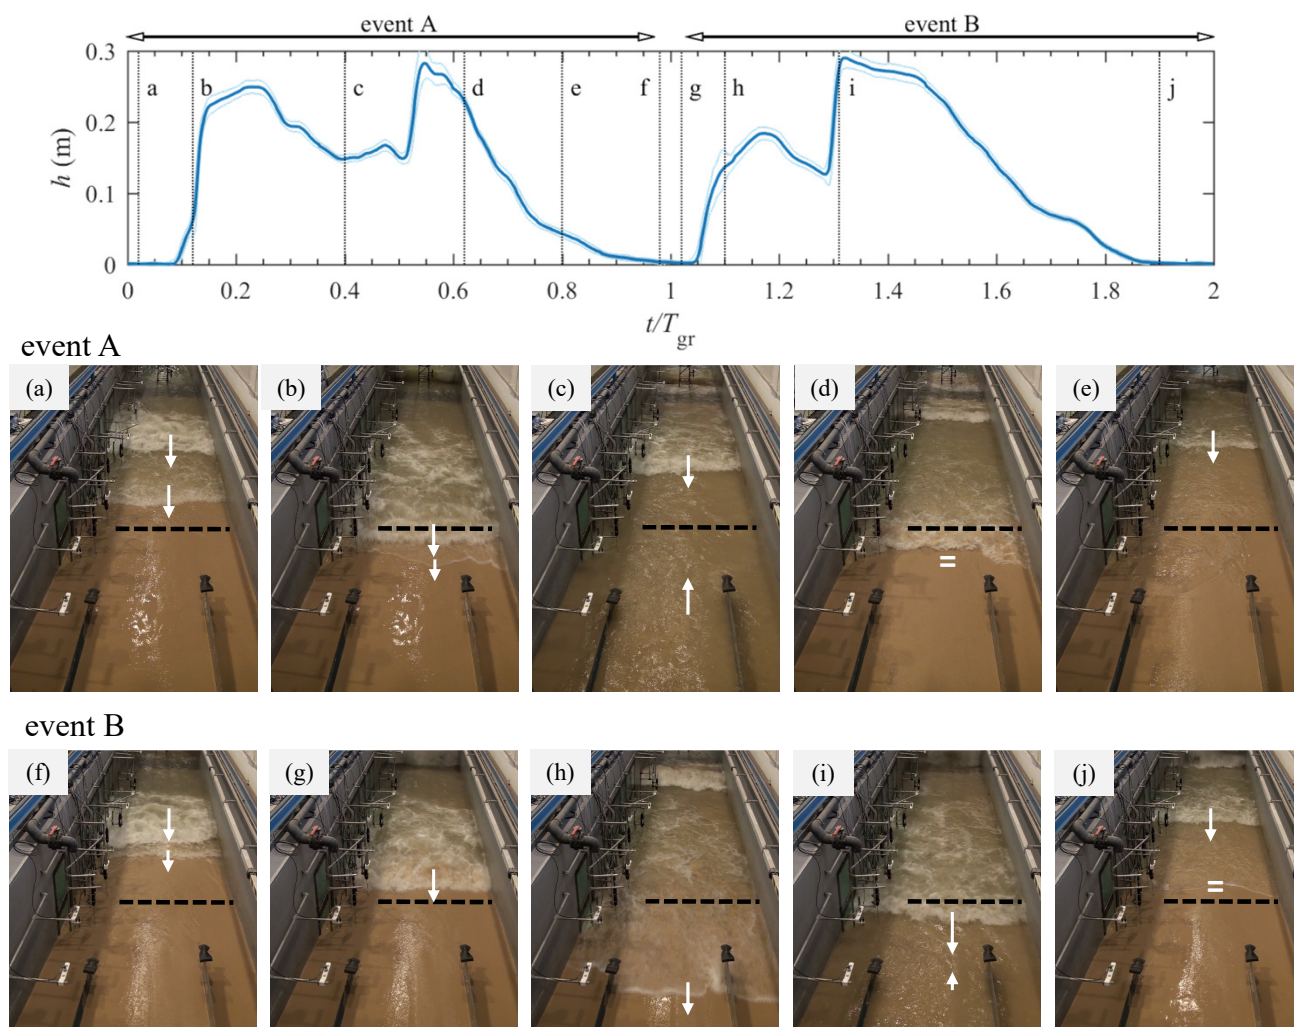 event A event B
0.3
a b c d e f g h i j
0.2
h (m)
0.1
0
0 0.2 0.4 0.6 0.8 1 1.2 1.4 1.6 1.8 2
t/Tgr
event A
(a) (b) (c) (d) (e)
=
event B
(f) (g) (h) (i) (j)
=